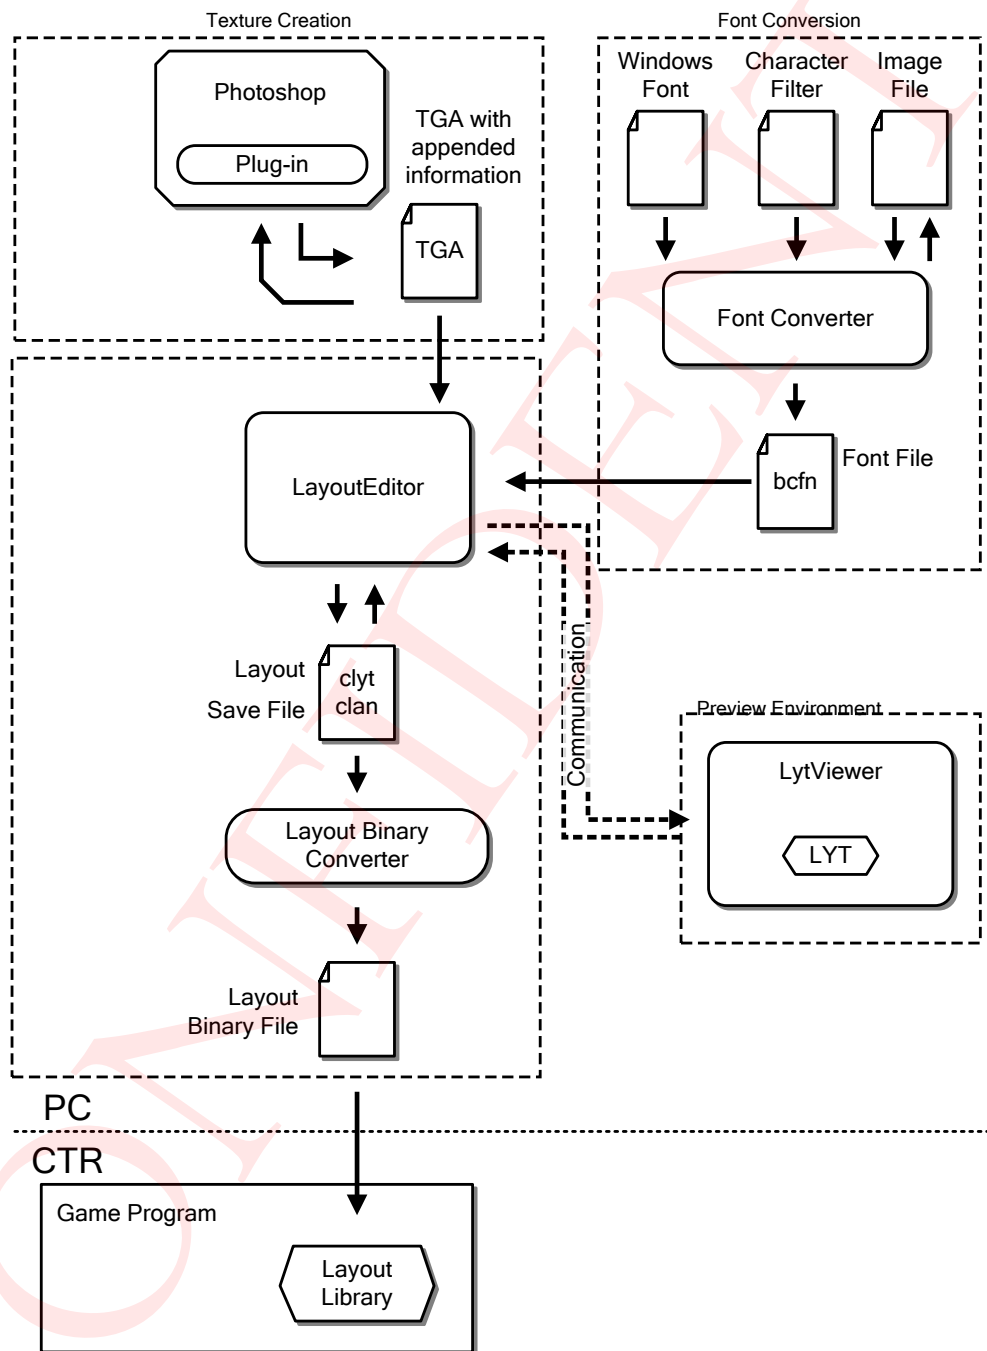 Texture Creation
Photoshop
Plug-in
TGA with
appended
information
TGA
Font Conversion
Windows
Font
Character
Filter
Image
File
Font Converter
bcfn
Font File
LayoutEditor
Communication
Layout
Save File
clyt
clan
Preview Environment
LytViewer
LYT
Layout Binary
Converter
Layout
Binary File
PC
CTR
Game Program
Layout
Library
ONFIDENT